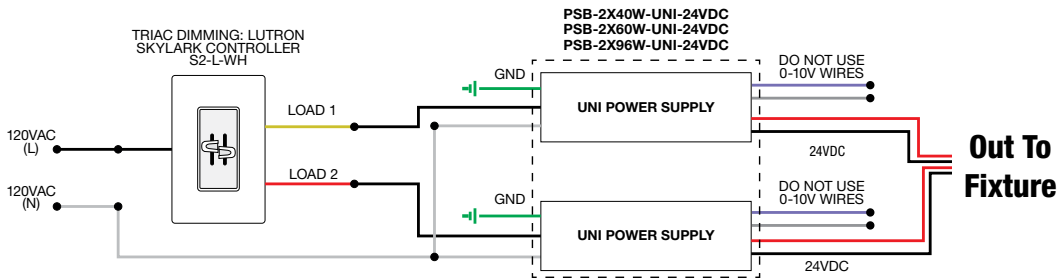 PSB-2X40W-UNI-24VDC
PSB-2X60W-UNI-24VDC
PSB-2X96W-UNI-24VDC
TRIAC DIMMING: LUTRON
SKYLARK CONTROLLER
S2-L-WH
GND
DO NOT USE
0-10V WIRES
LOAD 1
UNI POWER SUPPLY
120VAC
(L)
24VDC
Out To
Fixture
LOAD 2
120VAC
(N)
GND
DO NOT USE
0-10V WIRES
UNI POWER SUPPLY
24VDC